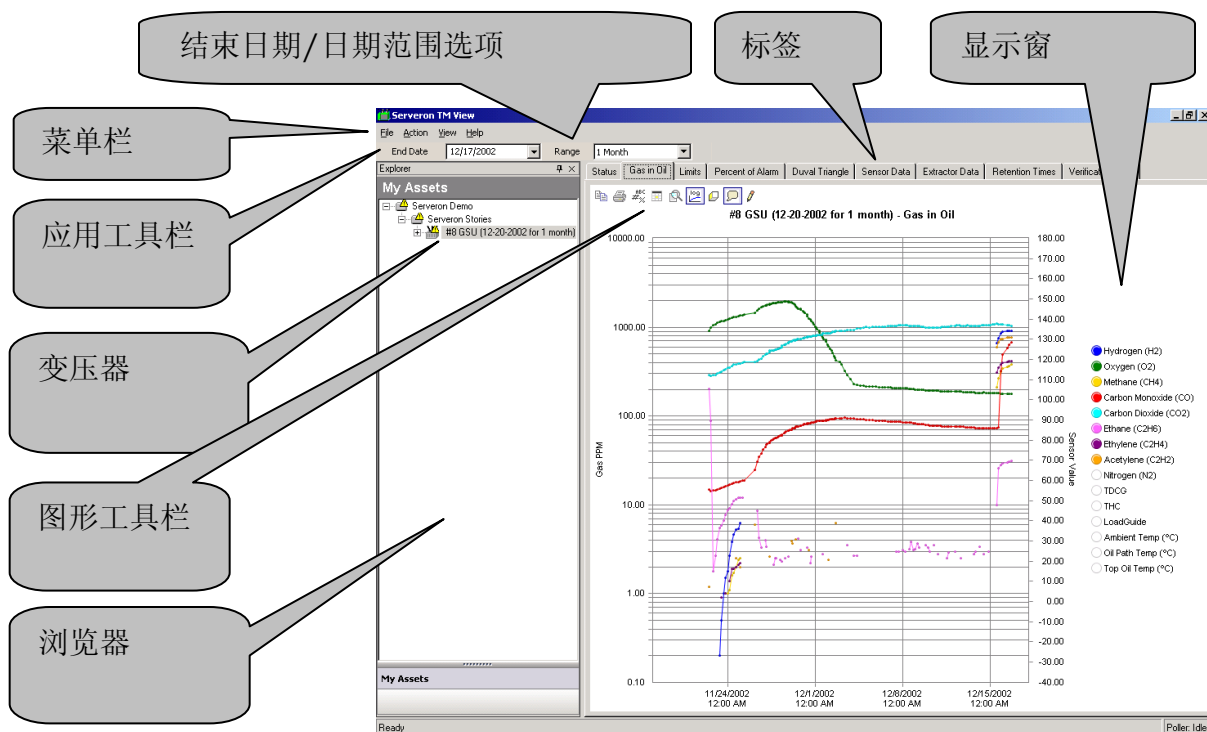 结束日期/日期范围选项
标签
显示窗
菜单栏
应用工具栏
变压器
图形工具栏
浏览器
Serveron TM View
File Action View Help
End Date 12/17/2002 Range 1 Month
Explorer
My Assets
Serveron Demo
Serveron Stories
#8 GSU (12-20-2002 for 1 month)
My Assets
Ready
Status Gas in Oil Limits Percent of Alarm Duval Triangle Sensor Data Extractor Data Retention Times
#8 GSU (12-20-2002 for 1 month) - Gas in Oil
Gas PPM
10000.00
1000.00
100.00
10.00
1.00
0.10
11/24/2002 12/1/2002 12/8/2002 12/15/2002
12:00 AM 12:00 AM 12:00 AM 12:00 AM
180.00
170.00
160.00
150.00
140.00
130.00
120.00
110.00
100.00
90.00
80.00
70.00
60.00
50.00
40.00
30.00
20.00
10.00
0.00
-10.00
-20.00
-30.00
-40.00
Sensor Value
Hydrogen (H2)
Oxygen (O2)
Methane (CH4)
Carbon Monoxide (CO)
Carbon Dioxide (CO2)
Ethane (C2H6)
Ethylene (C2H4)
Acetylene (C2H2)
Nitrogen (N2)
TDCG
THC
LoadGuide
Ambient Temp (°C)
Oil Path Temp (°C)
Top Oil Temp (°C)
Poller: Idle